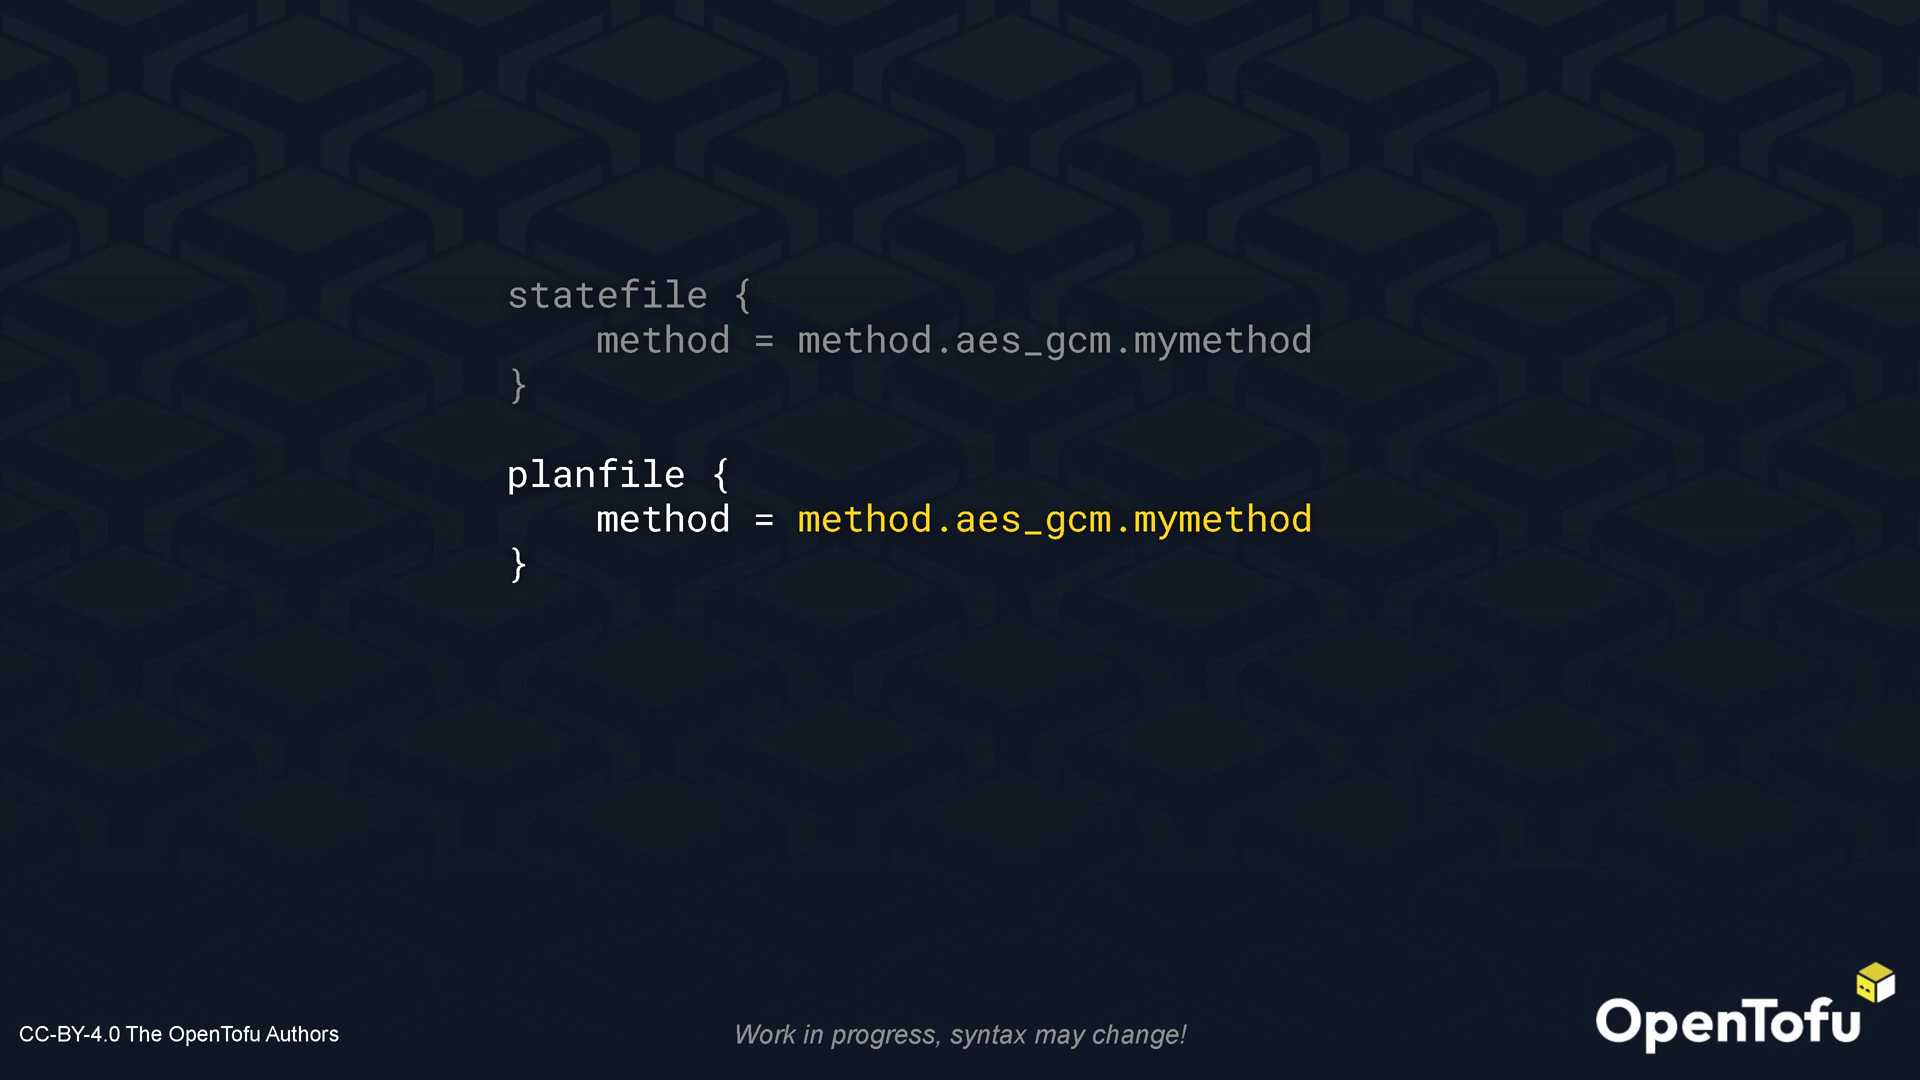 statefile {
    method = method.aes_gcm.mymethod
}
planfile {
    method = method.aes_gcm.mymethod
}
CC-BY-4.0 The OpenTofu Authors
Work in progress, syntax may change!
OpenTofu